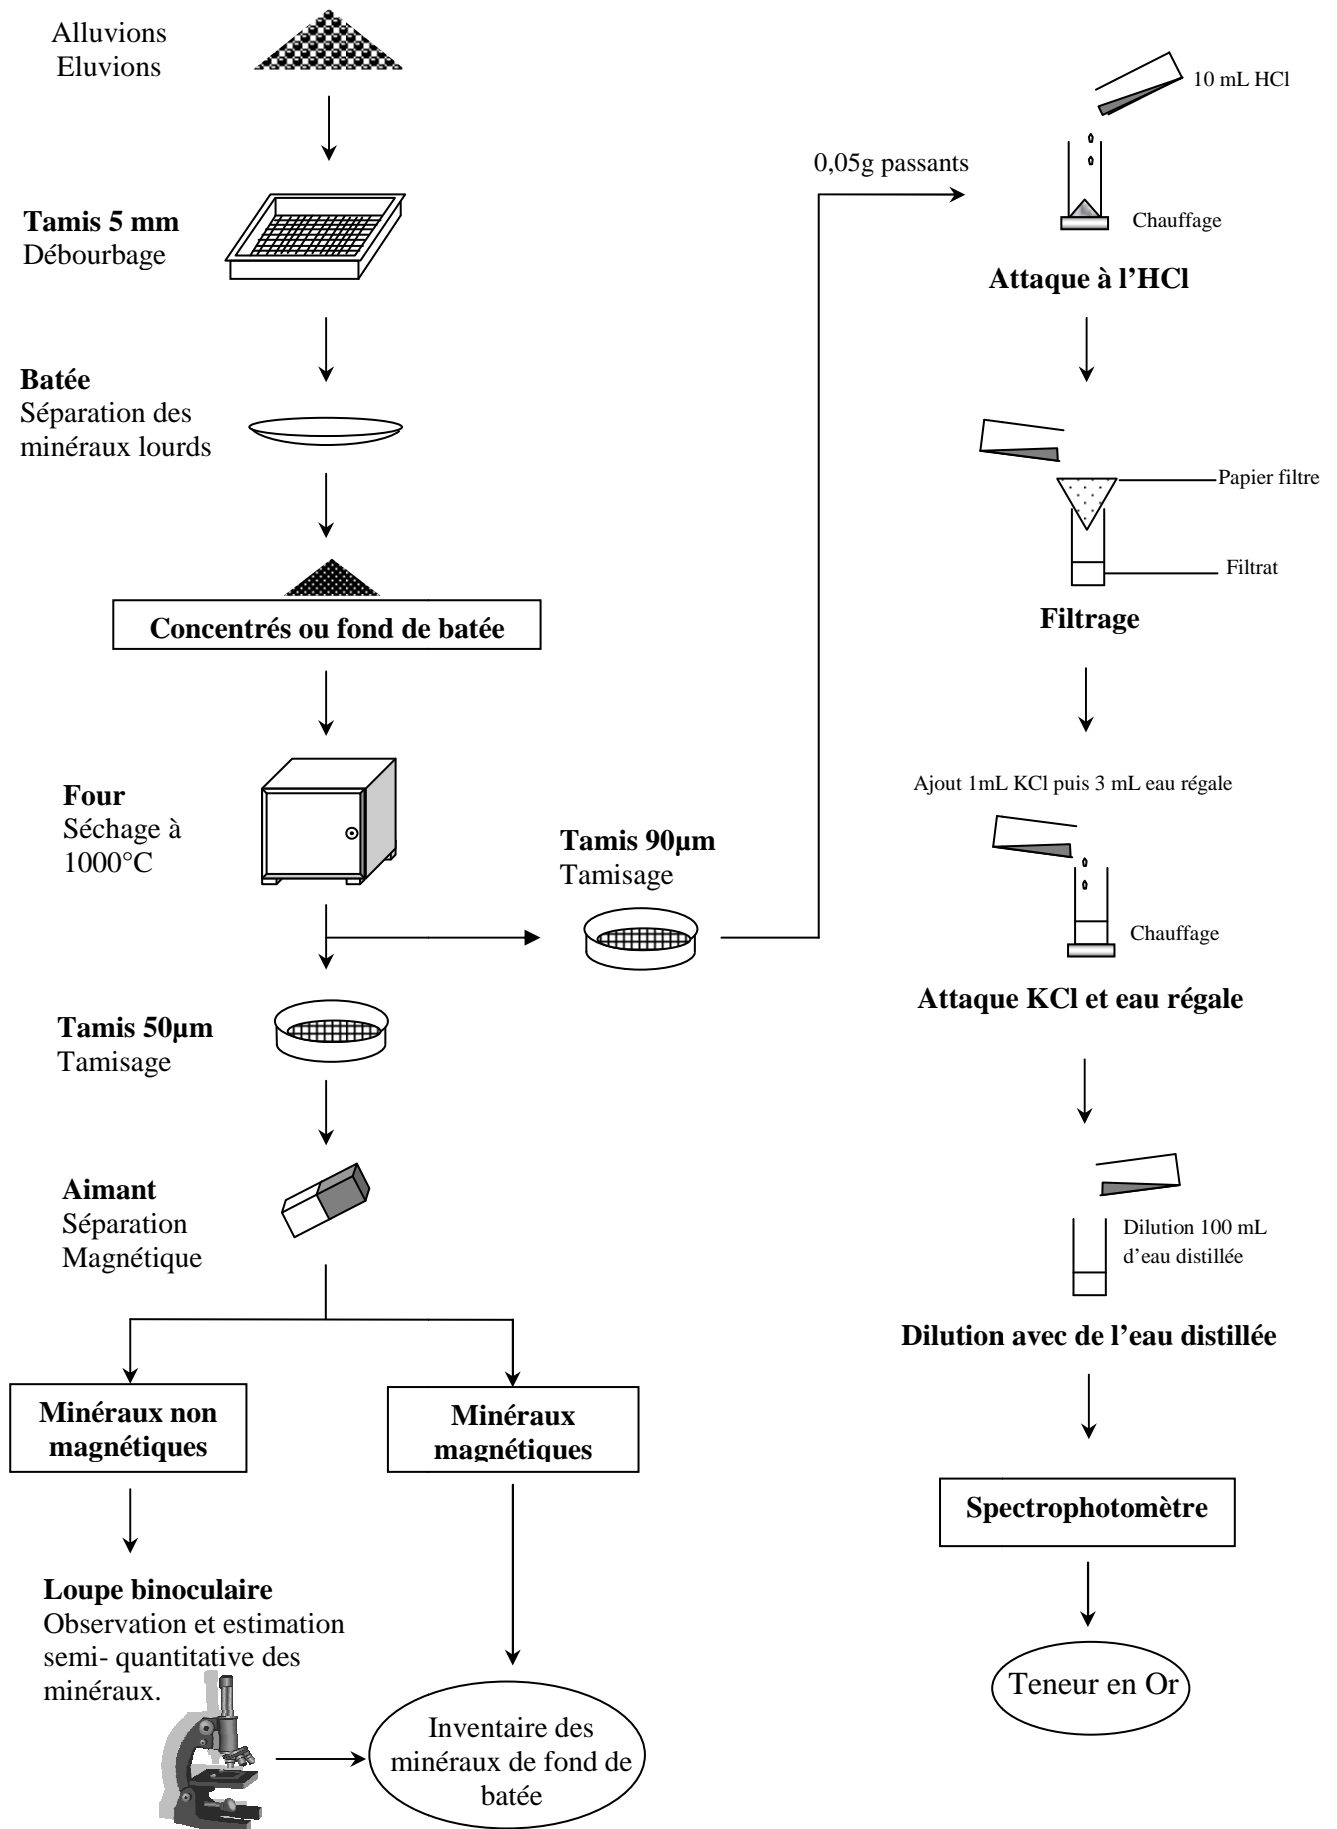 Alluvions
Eluvions
Tamis 5 mm
Débourbage
Batée
Séparation des
minéraux lourds
Concentrés ou fond de batée
Four
Séchage à
1000°C
Tamis 90µm
Tamisage
Tamis 50µm
Tamisage
Aimant
Séparation
Magnétique
Minéraux non
magnétiques
Minéraux
magnétiques
Loupe binoculaire
Observation et estimation
semi- quantitative des
minéraux.
Inventaire des
minéraux de fond de
batée
0,05g passants
10 mL HCl
Chauffage
Attaque à l’HCl
Papier filtre
Filtrat
Filtrage
Ajout 1mL KCl puis 3 mL eau régale
Chauffage
Attaque KCl et eau régale
Dilution 100 mL
d’eau distillée
Dilution avec de l’eau distillée
Spectrophotomètre
Teneur en Or